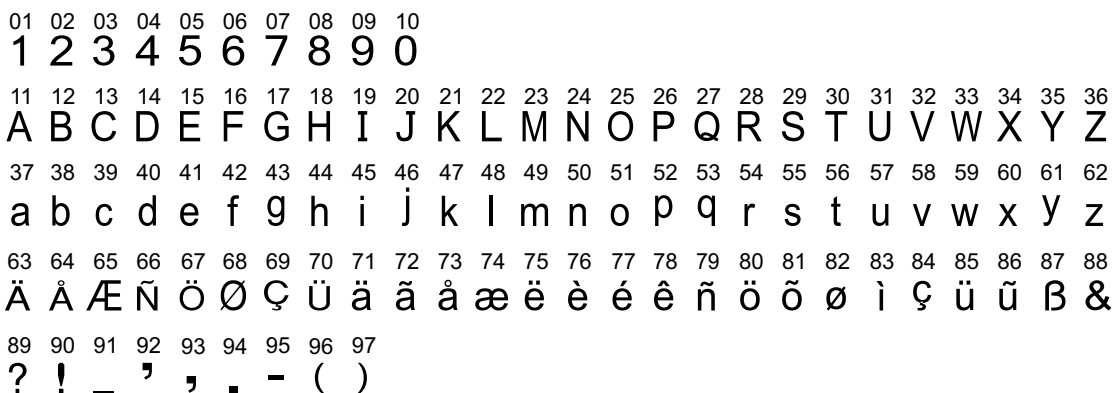 01 02 03 04 05 06 07 08 09 10
1 2 3 4 5 6 7 8 9 0
11 12 13 14 15 16 17 18 19 20 21 22 23 24 25 26 27 28 29 30 31 32 33 34 35 36
A B C D E F G H I J K L M N O P Q R S T U V W X Y Z
37 38 39 40 41 42 43 44 45 46 47 48 49 50 51 52 53 54 55 56 57 58 59 60 61 62
a b c d e f g h i j k l m n o p q r s t u v w x y z
63 64 65 66 67 68 69 70 71 72 73 74 75 76 77 78 79 80 81 82 83 84 85 86 87 88
Ä Å Æ Ñ Ö Ø Ç Ü ä ã å æ ë è é ê ñ ö õ ø ì ç ü ũ ß &
89 90 91 92 93 94 95 96 97
? ! _ ’ , . - ( )